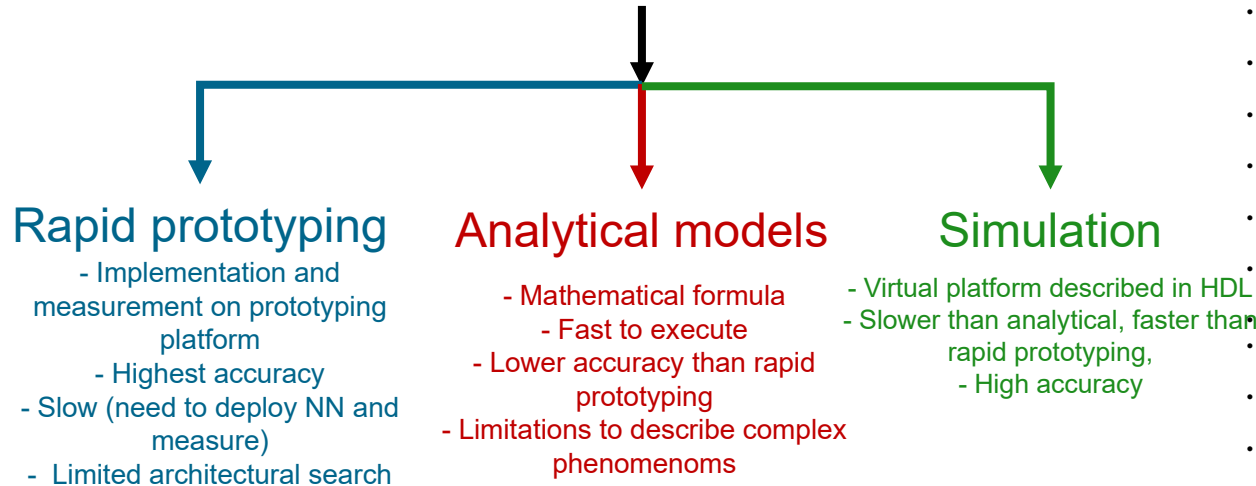 Rapid prototyping
- Implementation and
measurement on prototyping
platform
- Highest accuracy
- Slow (need to deploy NN and
measure)
- Limited architectural search
Analytical models
- Mathematical formula
- Fast to execute
- Lower accuracy than rapid
prototyping
- Limitations to describe complex
phenomenoms
Simulation
- Virtual platform described in HDL
- Slower than analytical, faster than
rapid prototyping,
- High accuracy